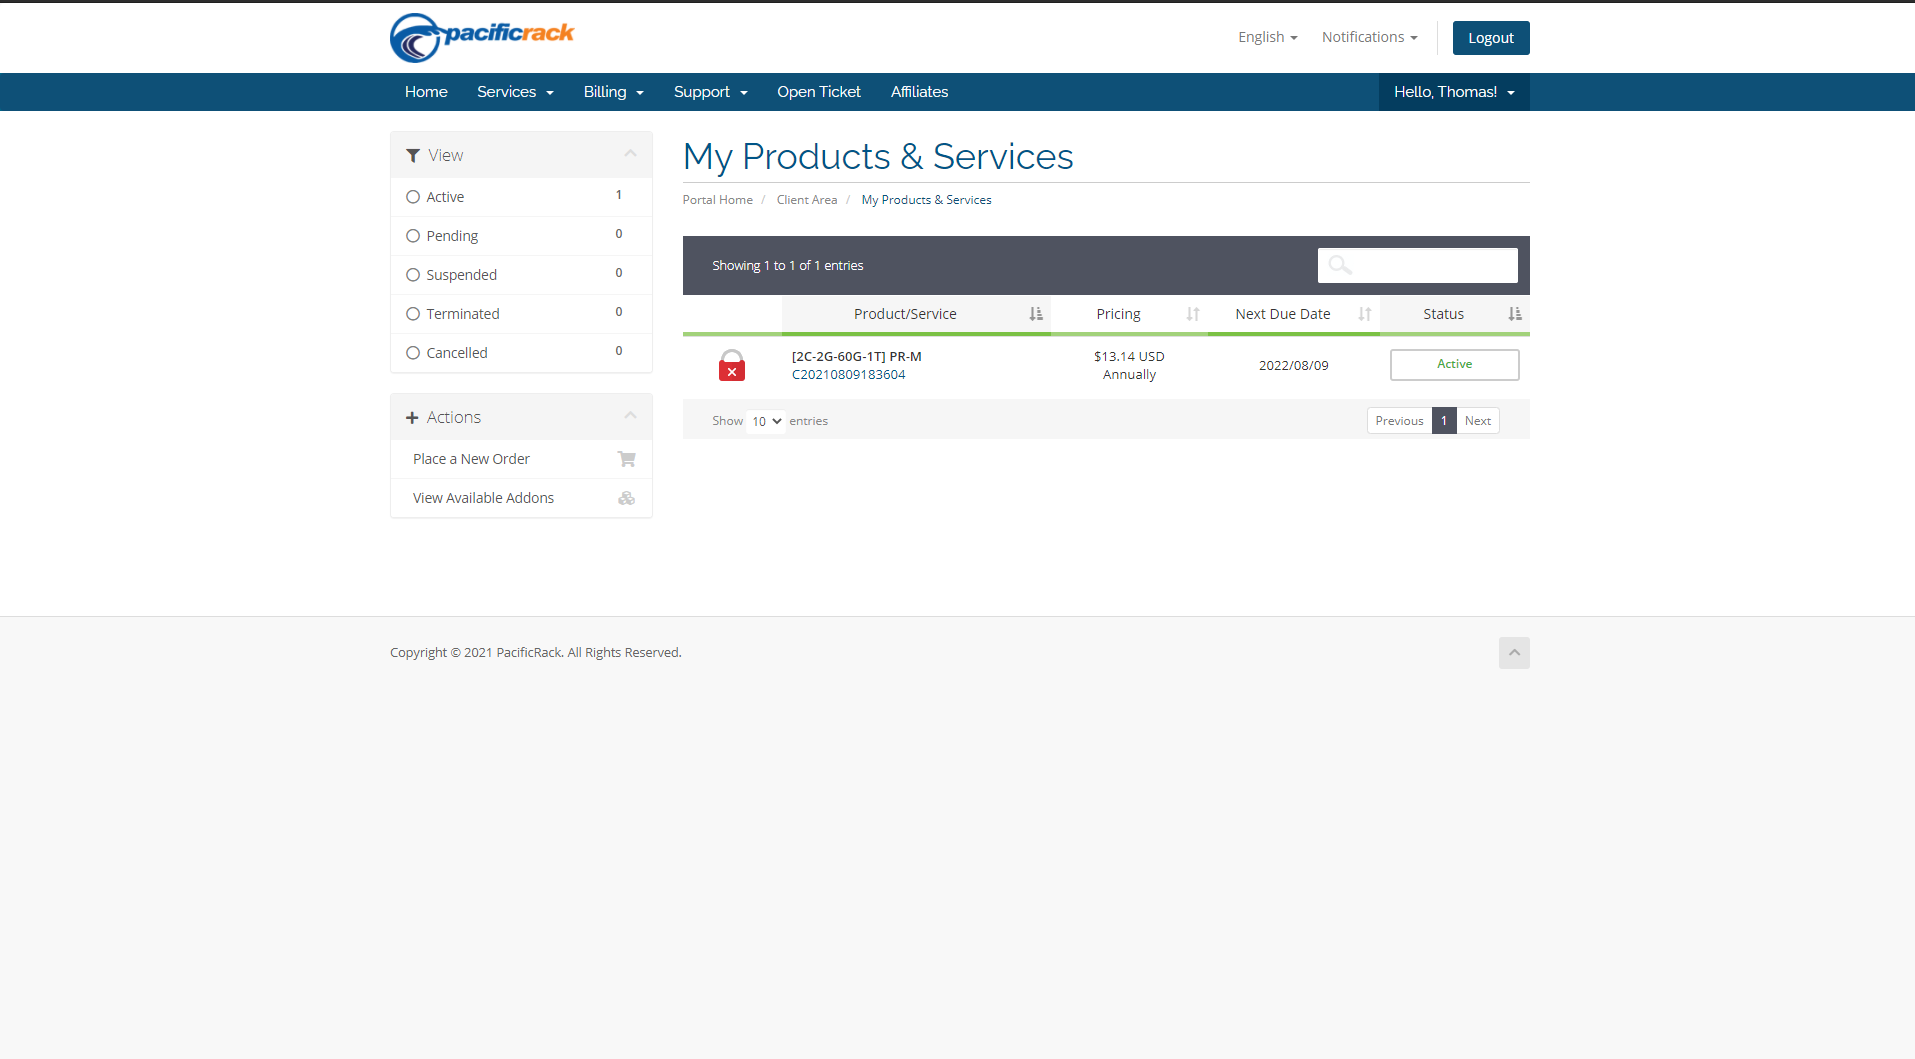 pacificrack
English
Notifications
Logout
Home
Services
Billing
Support
Open Ticket
Affiliates
Hello, Thomas!
View
Active 1
Pending 0
Suspended 0
Terminated 0
Cancelled 0
Actions
Place a New Order
View Available Addons
My Products & Services
Portal Home / Client Area / My Products & Services
Showing 1 to 1 of 1 entries
Product/Service Pricing Next Due Date Status
[2C-2G-60G-1T] PR-M
C20210809183604
$13.14 USD
Annually
2022/08/09
Active
Show 10 entries
Previous 1 Next
Copyright © 2021 PacificRack. All Rights Reserved.